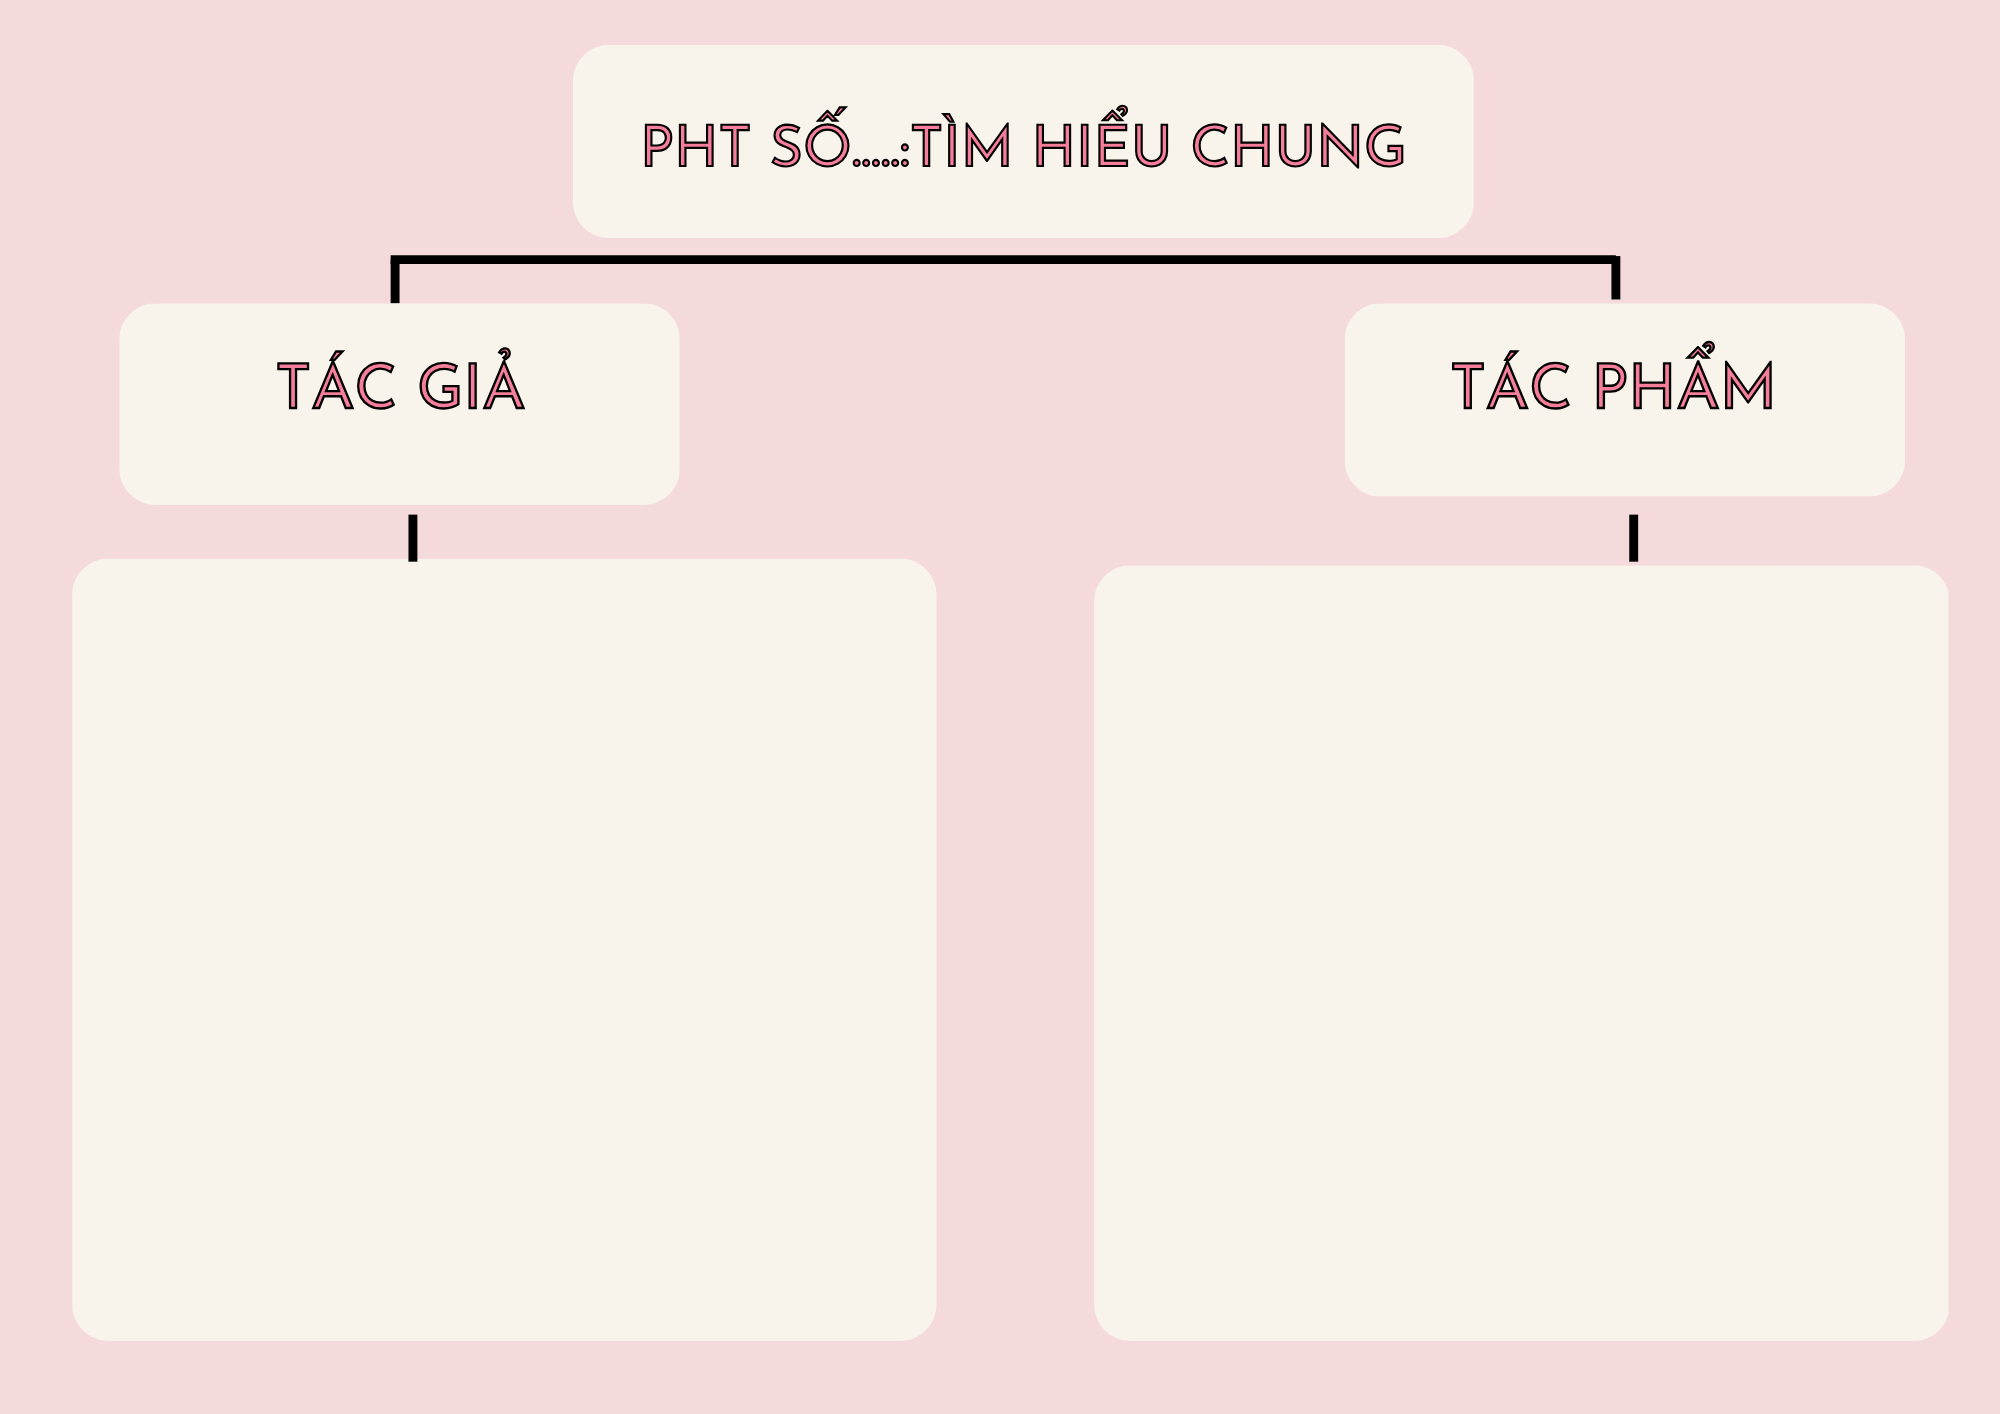 PHT SỐ.....:TÌM HIỂU CHUNG
TÁC GIẢ
TÁC PHẨM